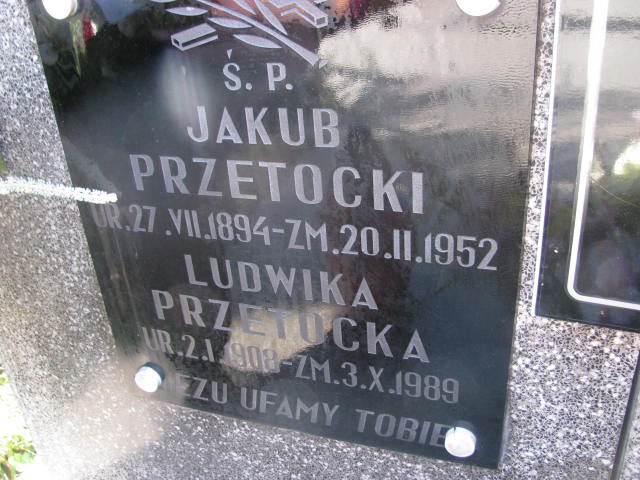 Ś. P.
JAKUB
PRZETOCKI
UR. 27. VII. 1894 - ZM. 20. II. 1952
LUDWIKA
PRZETOCKA
UR. 2. I. 1908 - ZM. 3. X. 1989
JEZU UFAMY TOBIE